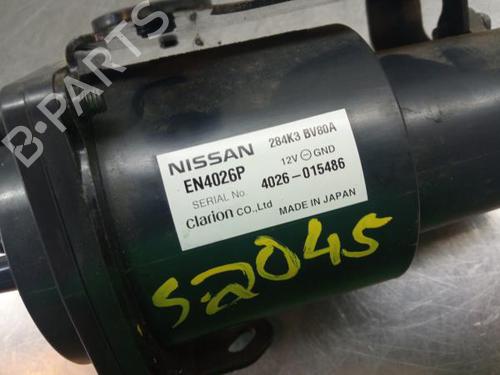 B-PARTS
NISSAN 284K3 BV80A
EN4026P 12V ⊖ GND
SERIAL No. 4026-015486
Clarion CO.,Ltd MADE IN JAPAN
S-2045